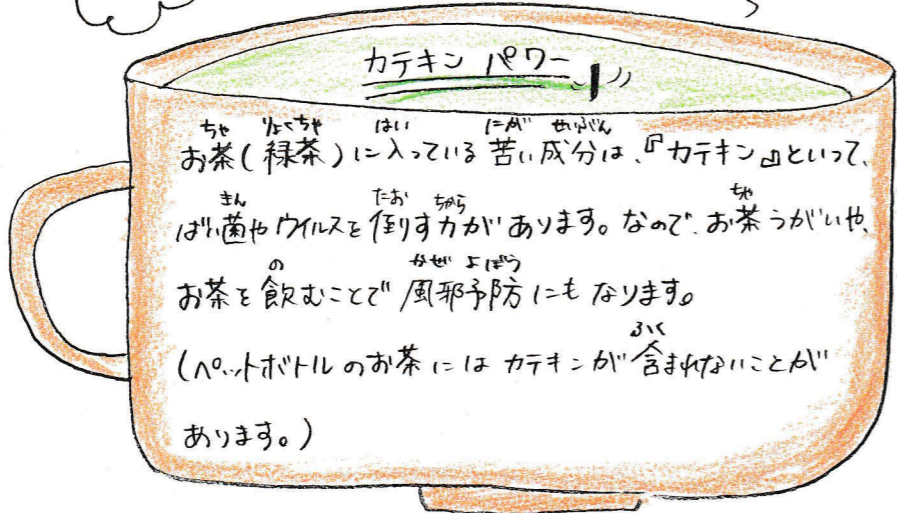 カテキン パワー
お茶(緑茶)に入っている苦い成分は、『カテキン』といって、
ばい菌やウイルスを倒す力があります。なので、お茶うがいや、
お茶を飲むことで風邪予防にもなります。
(ペットボトルのお茶にはカテキンが含まれないことが
あります。)